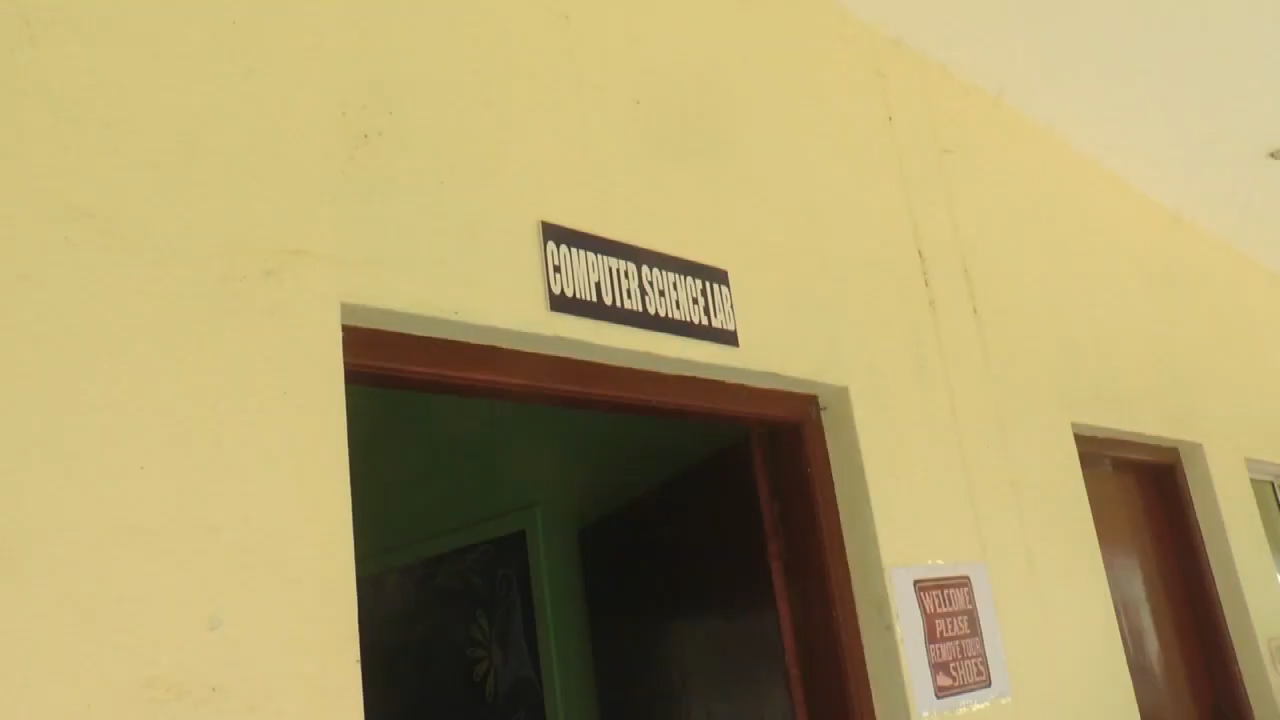 COMPUTER SCIENCE LAB
WELCOME
PLEASE
REMOVE YOUR
SHOES